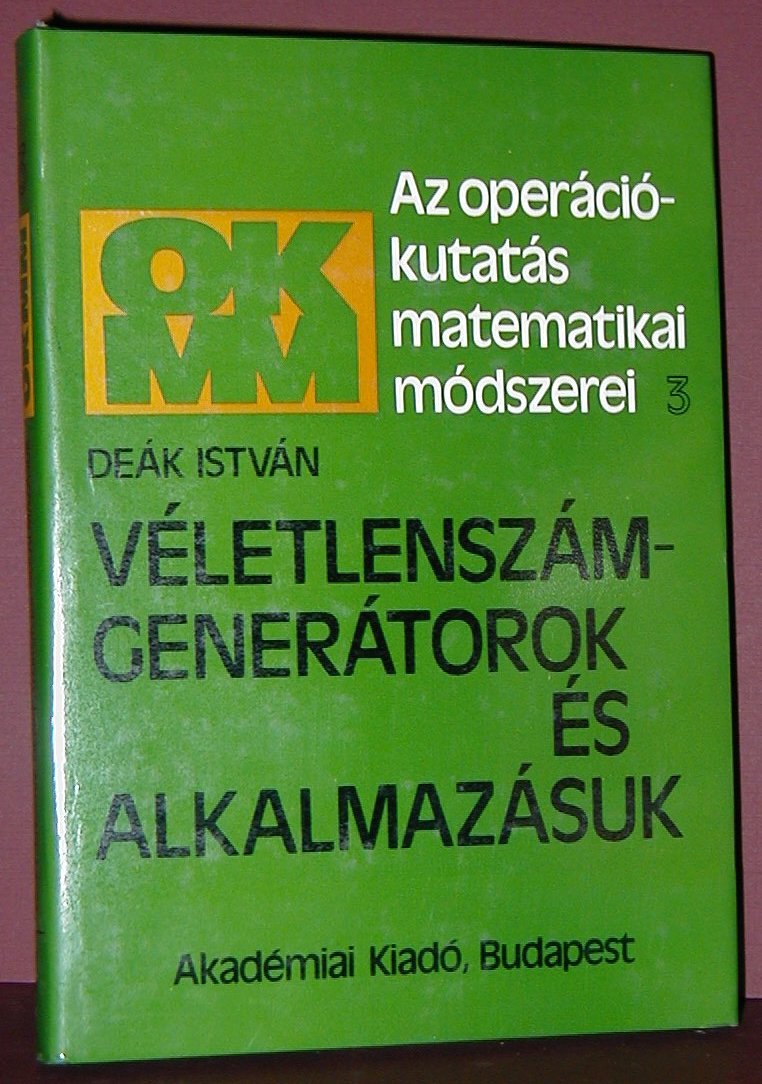 OK
MM
Az operáció-
kutatás
matematikai
módszerei 3
DEÁK ISTVÁN
VÉLETLENSZÁM-
GENERÁTOROK
ÉS
ALKALMAZÁSUK
Akadémiai Kiadó, Budapest